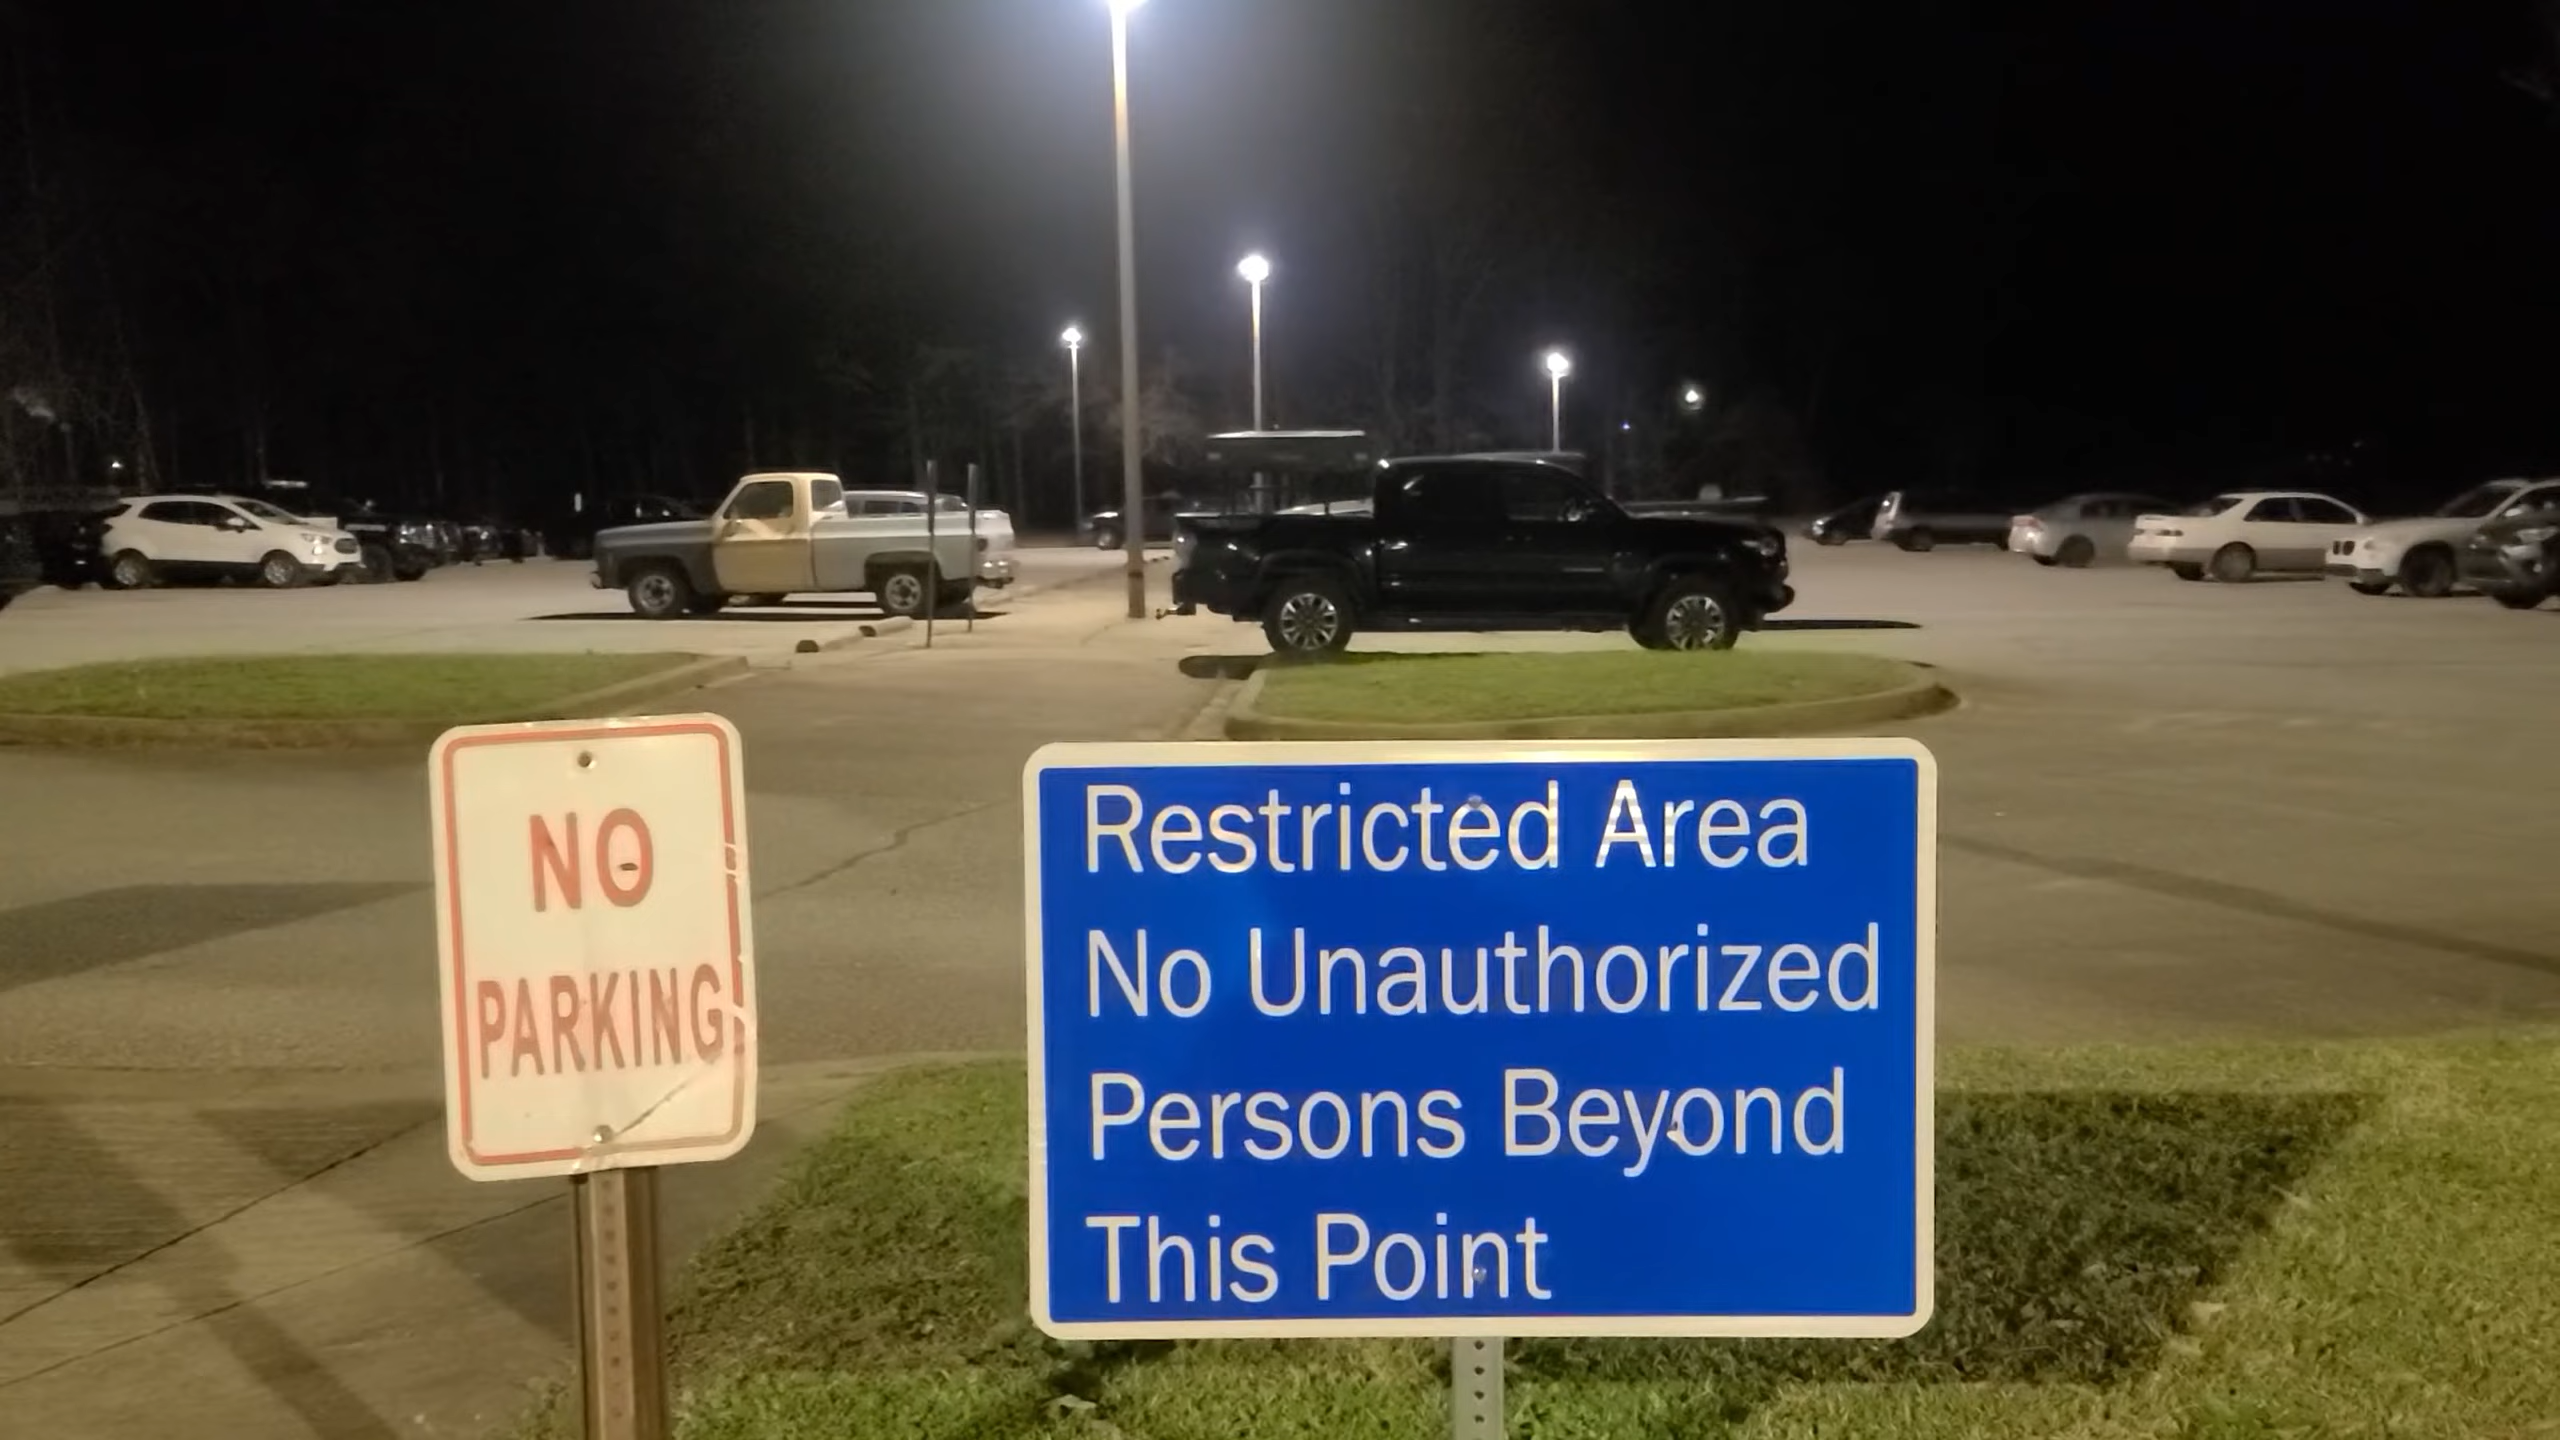 NO
PARKING
Restricted Area
No Unauthorized
Persons Beyond
This Point